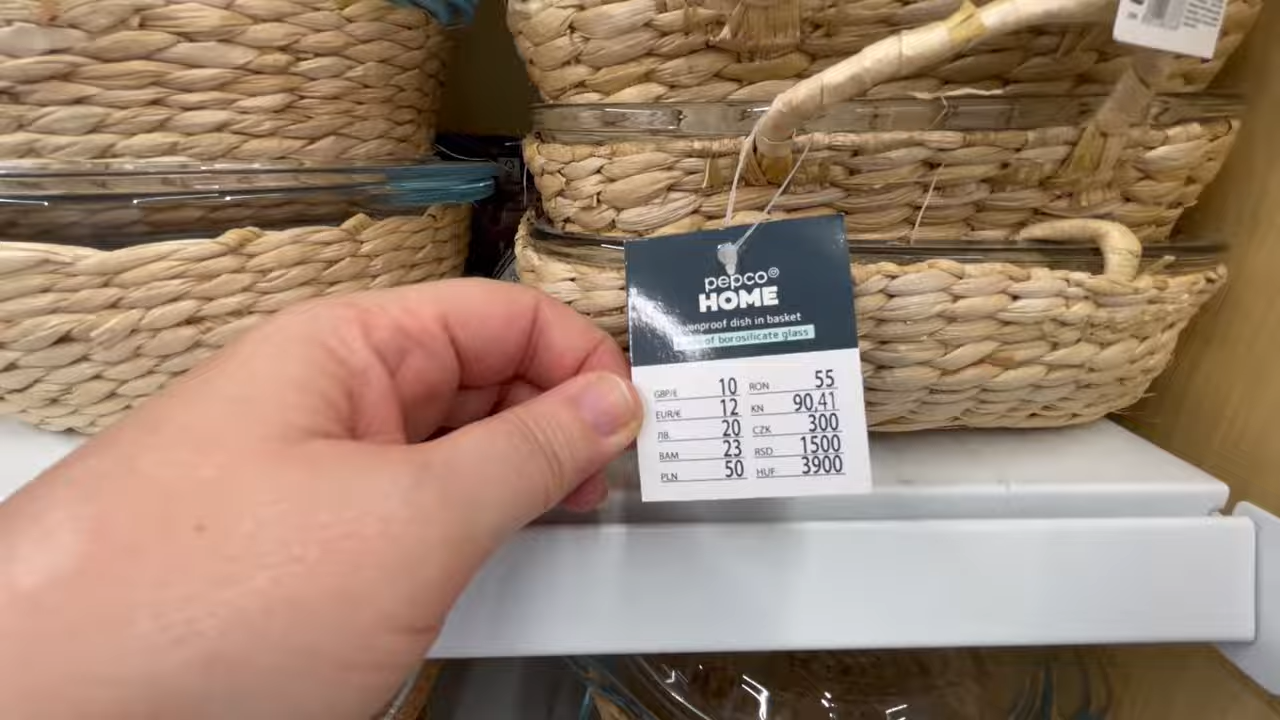 pepco
HOME
dish in basket
of borosilicate glass
GBP/£ 10 RON 55
EUR/€ 12 KN 90,41
ЛВ. 20 CZK 300
BAM 23 RSD 1500
PLN 50 HUF 3900